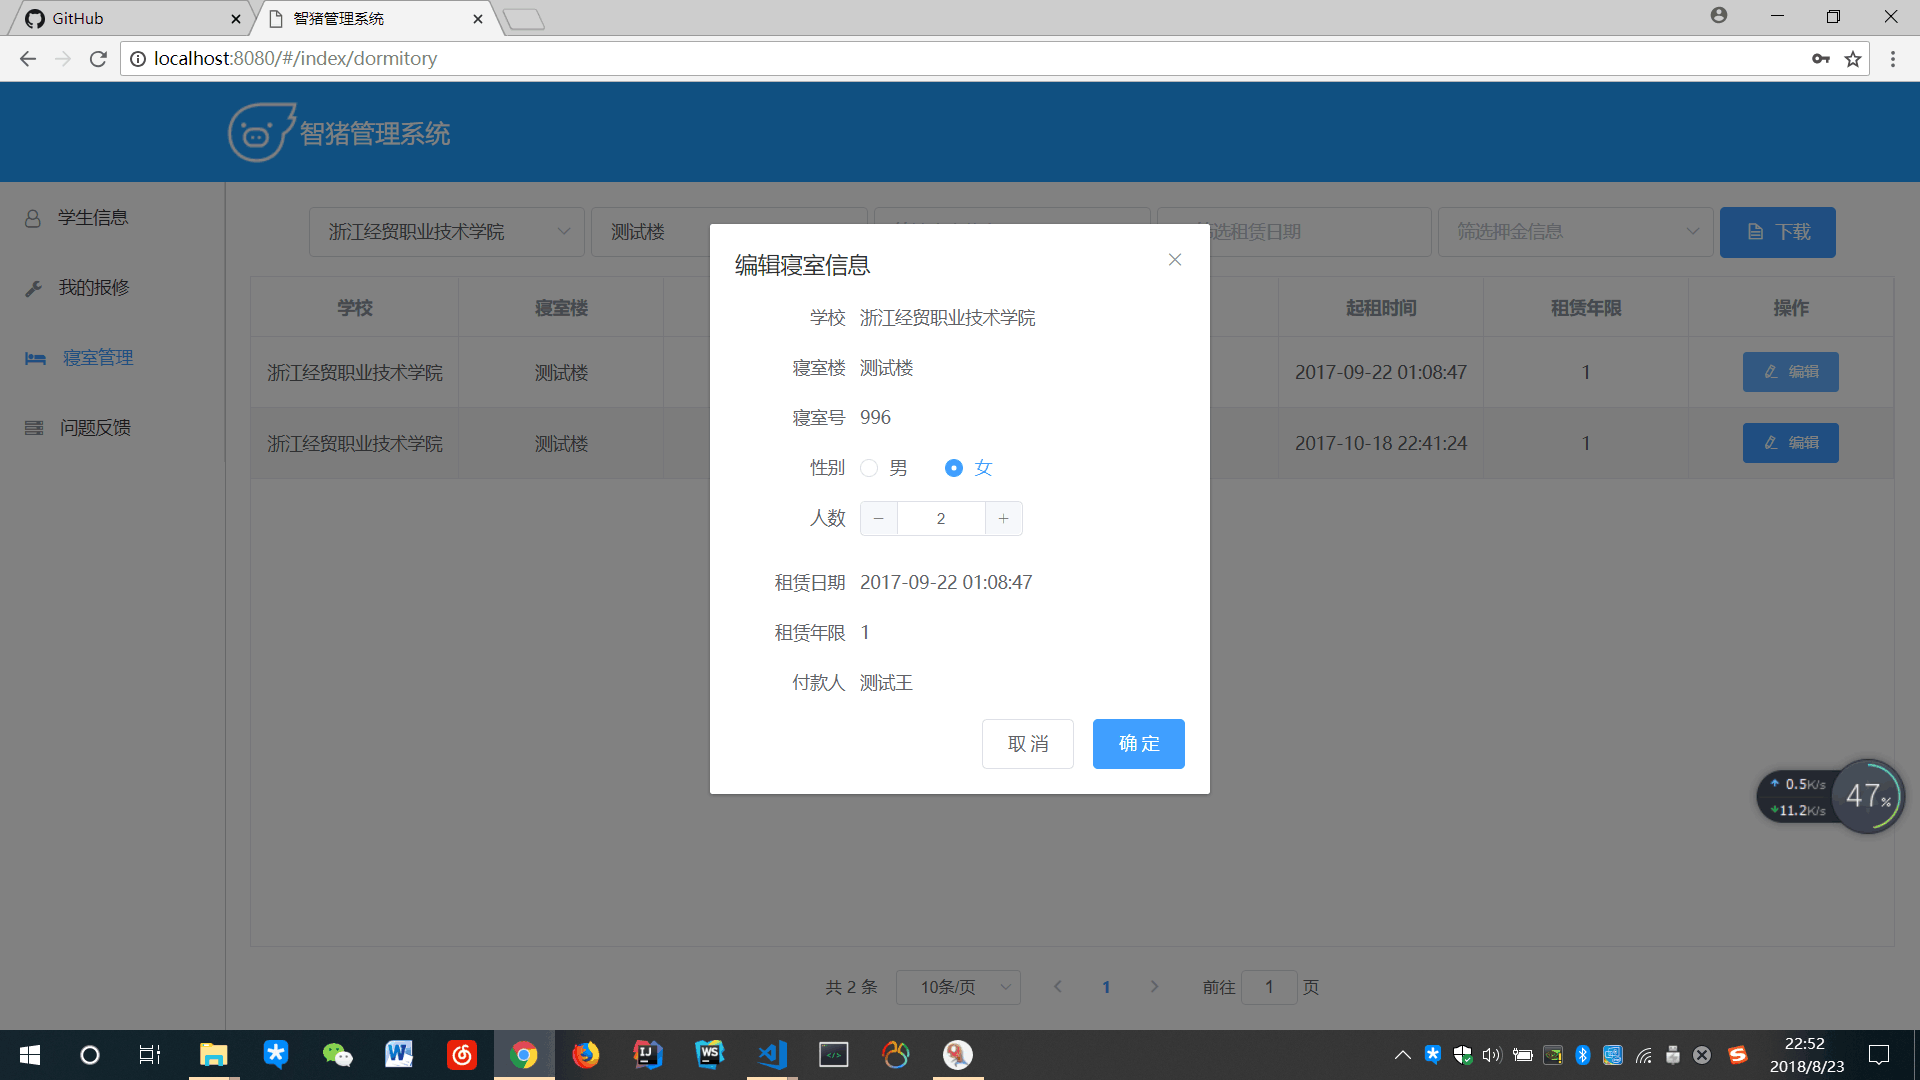 GitHub
智猪管理系统
localhost:8080/#/index/dormitory
智猪管理系统
学生信息
我的报修
寝室管理
问题反馈
浙江经贸职业技术学院
测试楼
选租赁日期
筛选押金信息
下载
学校
寝室楼
起租时间
租赁年限
操作
浙江经贸职业技术学院
测试楼
2017-09-22 01:08:47
1
编辑
浙江经贸职业技术学院
测试楼
2017-10-18 22:41:24
1
编辑
编辑寝室信息
学校 浙江经贸职业技术学院
寝室楼 测试楼
寝室号 996
性别 男 女
人数 2
租赁日期 2017-09-22 01:08:47
租赁年限 1
付款人 测试王
取 消
确 定
0.5K/s
11.2K/s
47%
共 2 条
10条/页
1
前往 1 页
22:52
2018/8/23